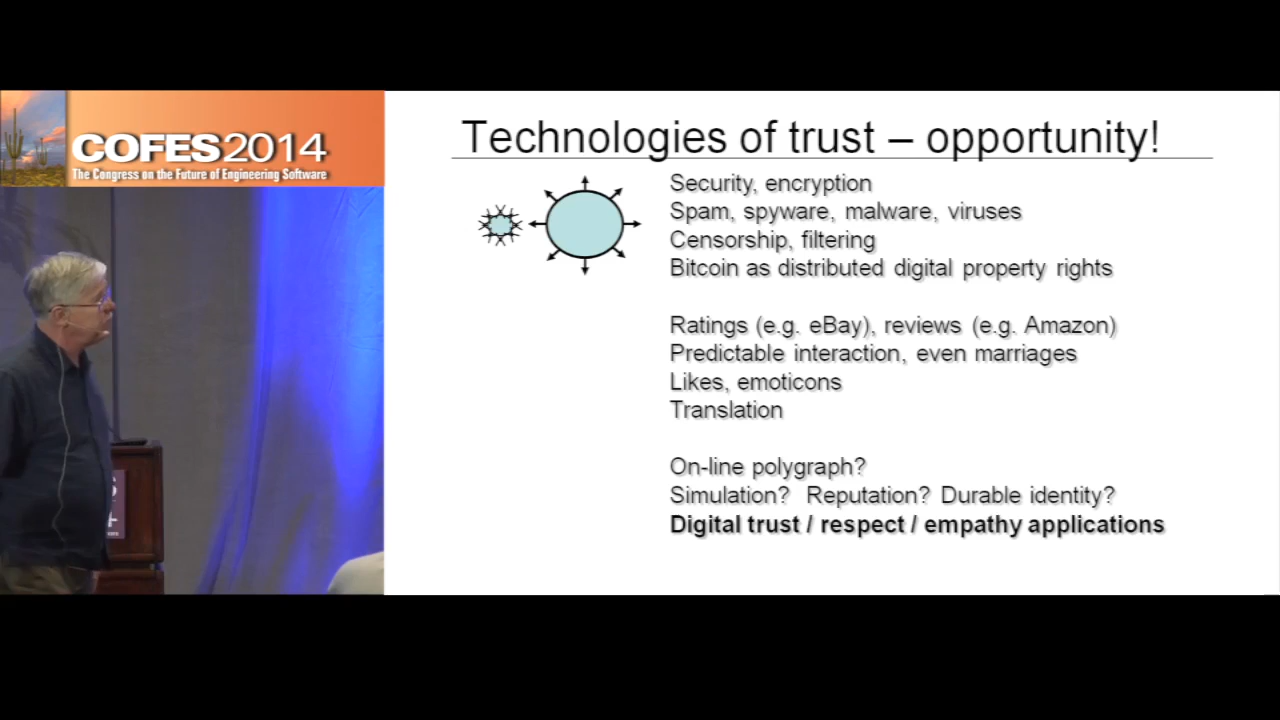 COFES2014
The Congress on the Future of Engineering Software
Technologies of trust – opportunity!
Security, encryption
Spam, spyware, malware, viruses
Censorship, filtering
Bitcoin as distributed digital property rights
Ratings (e.g. eBay), reviews (e.g. Amazon)
Predictable interaction, even marriages
Likes, emoticons
Translation
On-line polygraph?
Simulation? Reputation? Durable identity?
Digital trust / respect / empathy applications